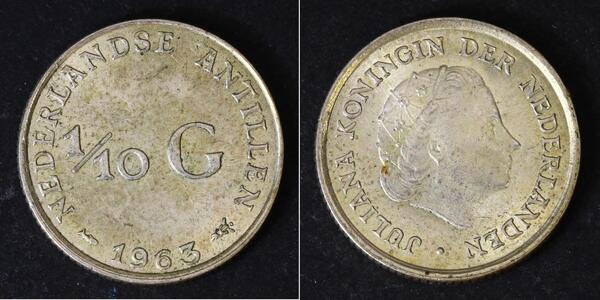 NEDERLANDSE ANTILLEN
1/10 G
1963
JULIANA KONINGIN DER NEDERLANDEN